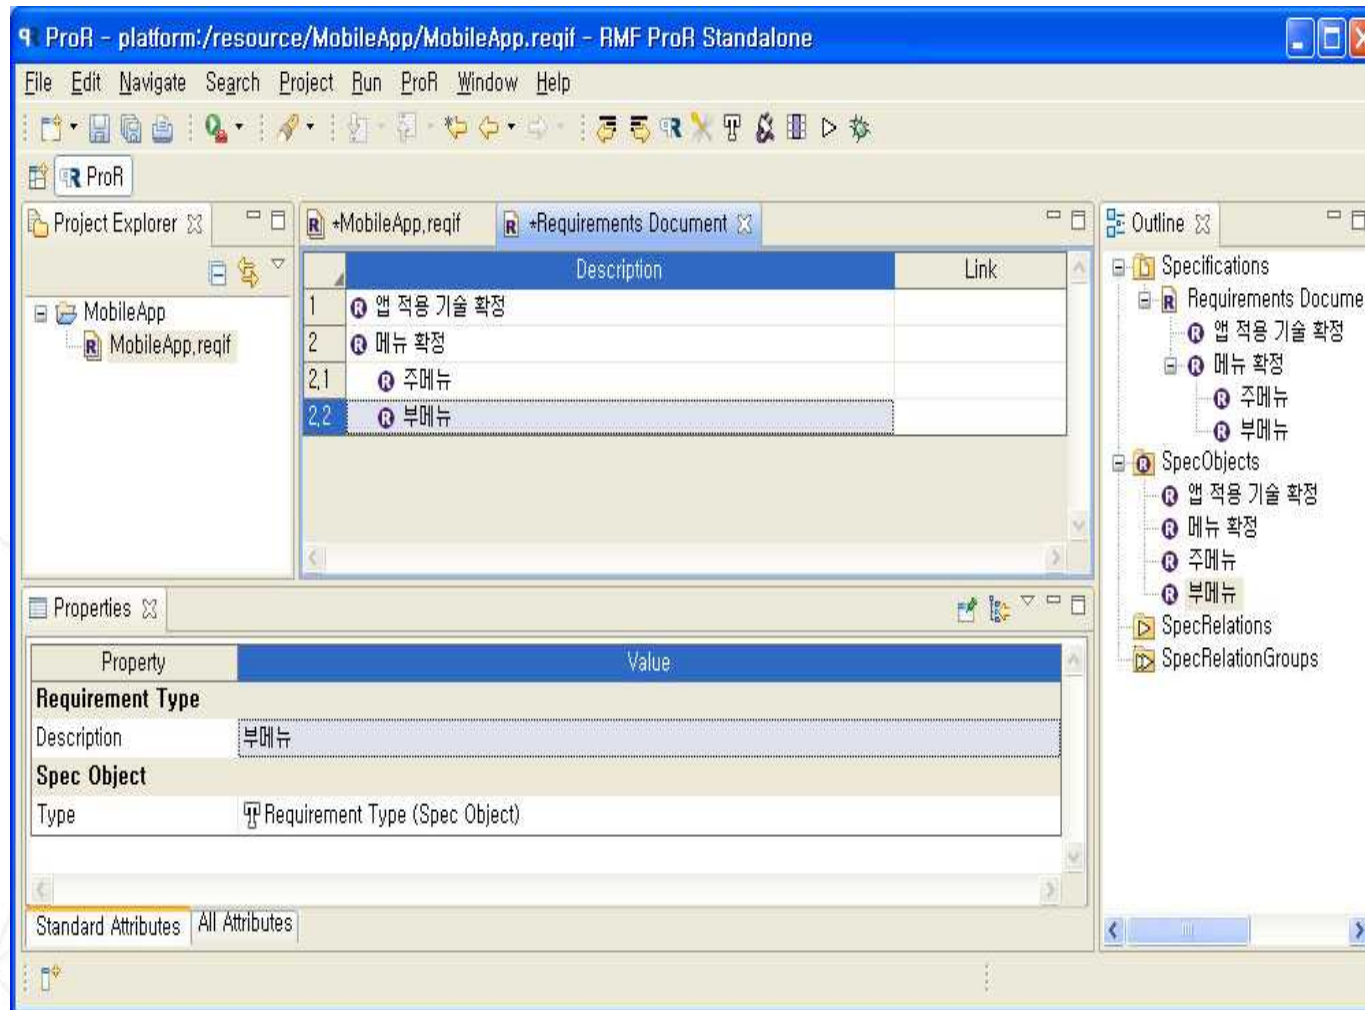 ProR - platform:/resource/MobileApp/MobileApp.reqif - RMF ProR Standalone
File Edit Navigate Search Project Run ProR Window Help
ProR
Project Explorer
MobileApp
MobileApp.reqif
*MobileApp.reqif *Requirements Document
Description Link
1 앱 적용 기술 확정
2 메뉴 확정
2.1 주메뉴
2.2 부메뉴
Outline
Specifications
Requirements Docume
앱 적용 기술 확정
메뉴 확정
주메뉴
부메뉴
SpecObjects
앱 적용 기술 확정
메뉴 확정
주메뉴
부메뉴
SpecRelations
SpecRelationGroups
Properties
Property Value
Requirement Type
Description 부메뉴
Spec Object
Type Requirement Type (Spec Object)
Standard Attributes All Attributes